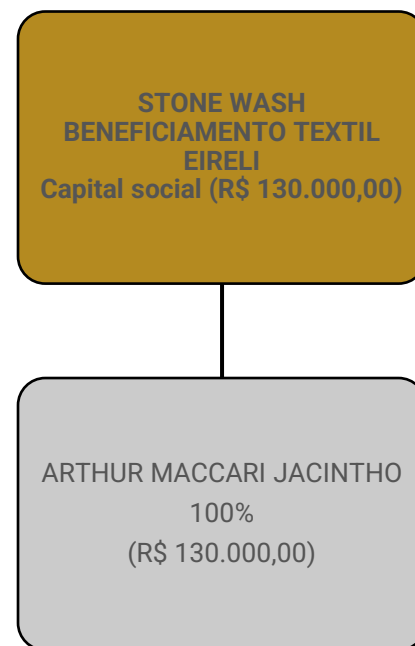 STONE WASH
BENEFICIAMENTO TEXTIL
EIRELI
Capital social (R$ 130.000,00)
ARTHUR MACCARI JACINTHO
100%
(R$ 130.000,00)